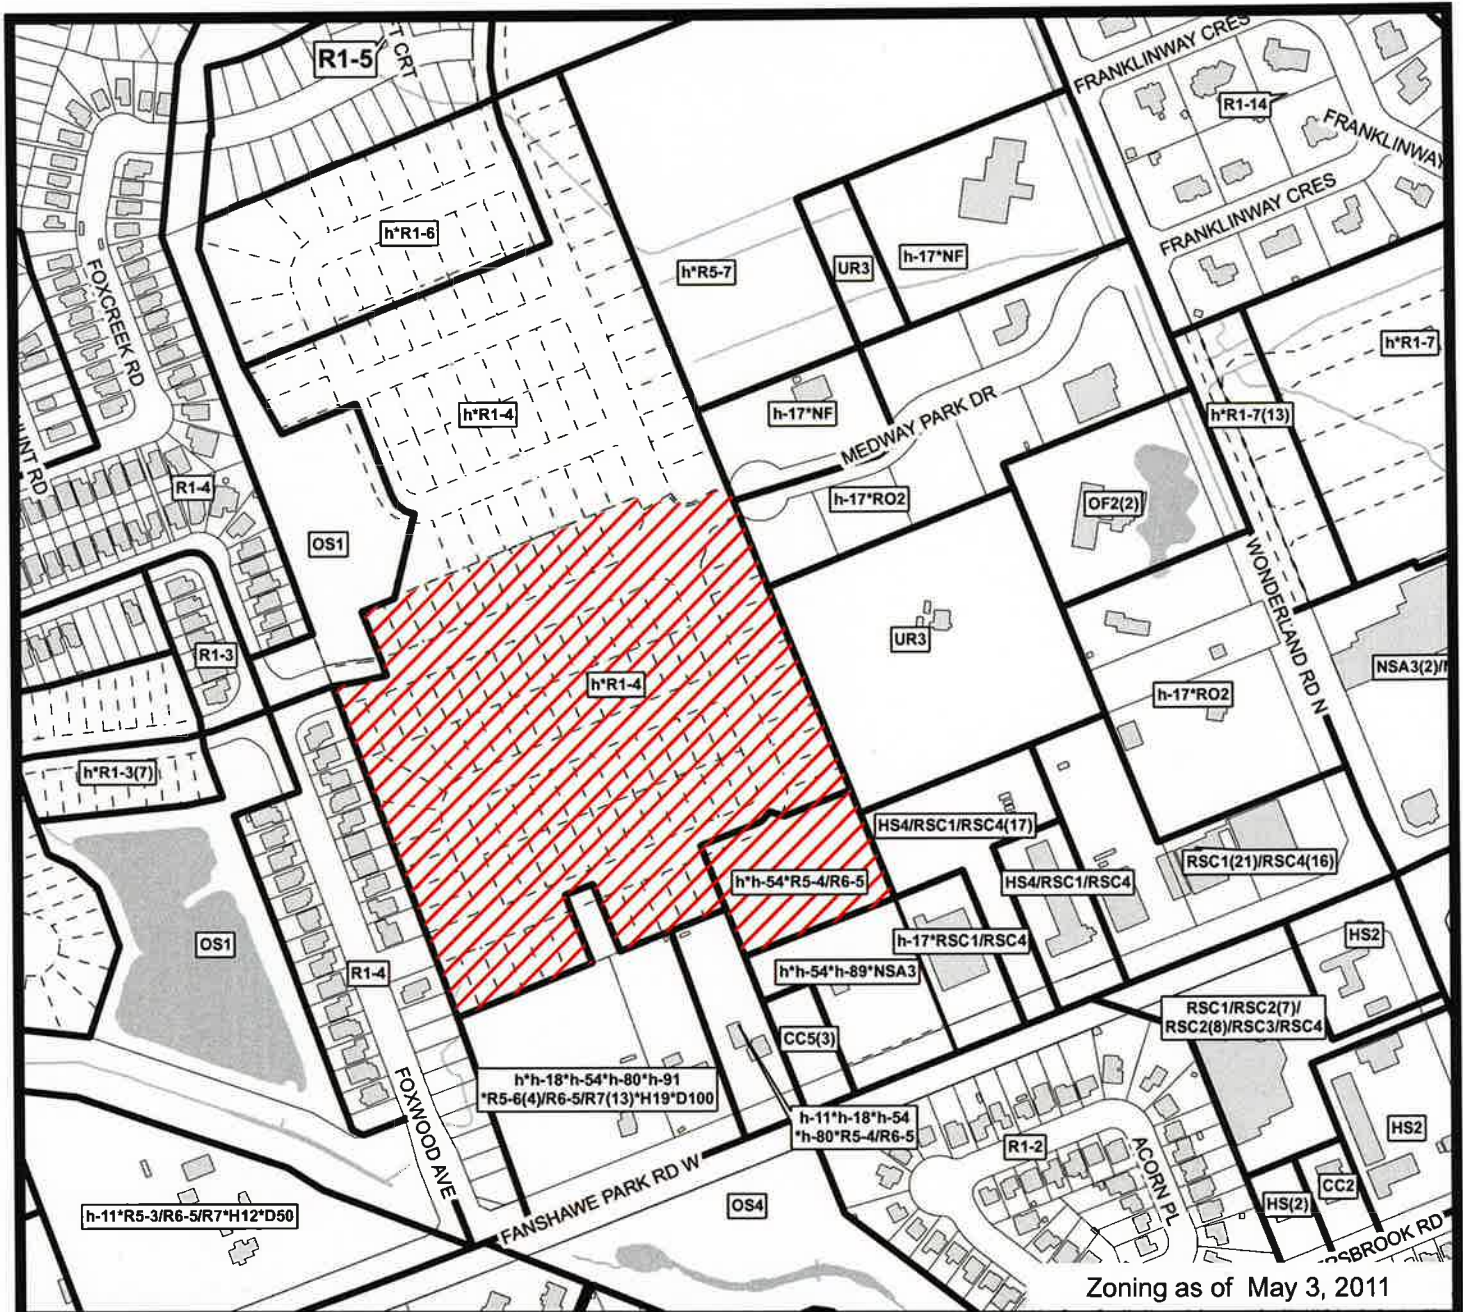 R1-5
T CRT
FRANKLINWAY CRES
R1-14
FRANKLINWAY
FRANKLINWAY CRES
h*R1-6
h*R5-7
UR3
h-17*NF
FOXCREEK RD
h*R1-7
h*R1-4
h-17*NF
h*R1-7(13)
MEDWAY PARK DR
UNT RD
R1-4
h-17*RO2
OF2(2)
OS1
WONDERLAND RD N
UR3
R1-3
NSA3(2)/
h*R1-4
h-17*RO2
h*R1-3(7)
HS4/RSC1/RSC4(17)
RSC1(21)/RSC4(16)
h*h-54*R5-4/R6-5
HS4/RSC1/RSC4
OS1
h-17*RSC1/RSC4
HS2
R1-4
h*h-54*h-89*NSA3
RSC1/RSC2(7)/
RSC2(8)/RSC3/RSC4
CC5(3)
h*h-18*h-54*h-80*h-91
*R5-6(4)/R6-5/R7(13)*H19*D100
FOXWOOD AVE
h-11*h-18*h-54
*h-80*R5-4/R6-5
R1-2
ACORN PL
HS2
CC2
HS(2)
h-11*R5-3/R6-5/R7*H12*D50
FANSHAWE PARK RD W
OS4
RSBROOK RD
Zoning as of May 3, 2011